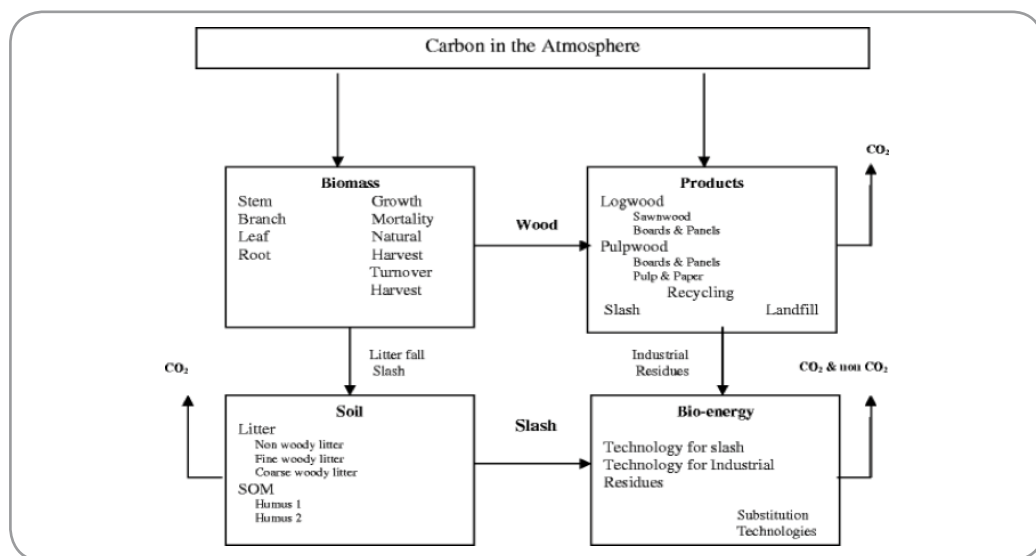 Carbon in the Atmosphere
Biomass
Stem
Branch
Leaf
Root
Growth
Mortality
Natural
Harvest
Turnover
Harvest
Wood
Products
Logwood
Sawnwood
Boards & Panels
Pulpwood
Boards & Panels
Pulp & Paper
Recycling
Slash Landfill
CO₂
Litter fall
Slash
Industrial
Residues
CO₂
CO₂ & non CO₂
Soil
Litter
Non woody litter
Fine woody litter
Coarse woody litter
SOM
Humus 1
Humus 2
Slash
Bio-energy
Technology for slash
Technology for Industrial
Residues
Substitution
Technologies